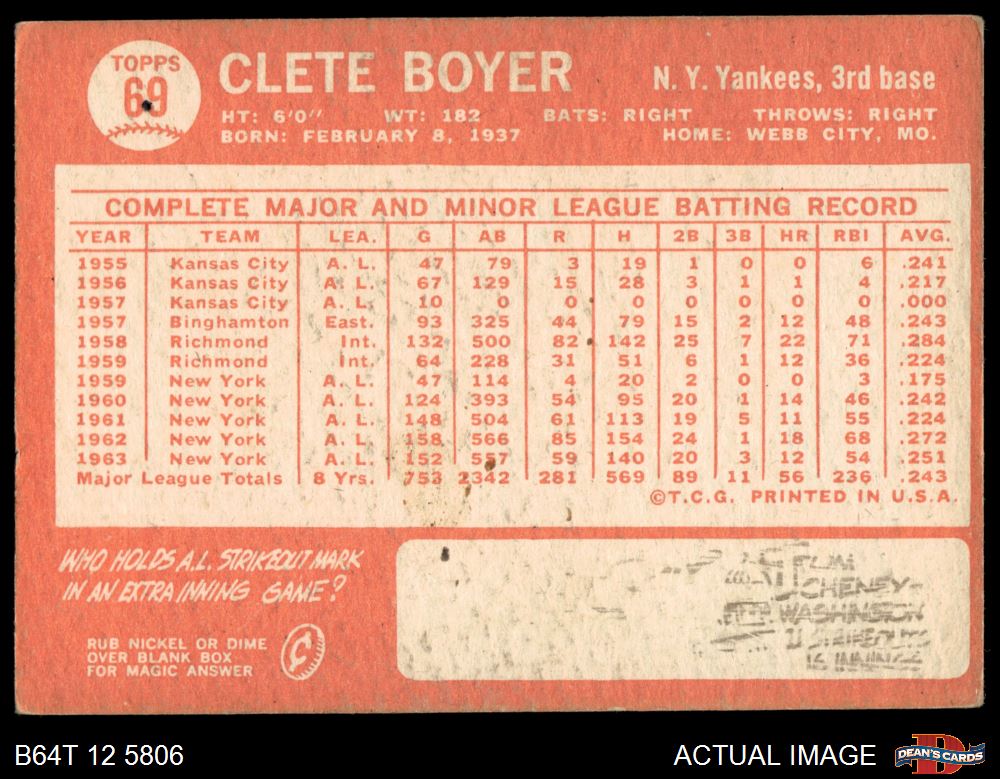 TOPPS
69
CLETE BOYER
N. Y. Yankees, 3rd base
HT: 6'0" WT: 182 BATS: RIGHT THROWS: RIGHT
BORN: FEBRUARY 8, 1937 HOME: WEBB CITY, MO.
COMPLETE MAJOR AND MINOR LEAGUE BATTING RECORD
YEAR TEAM LEA. G AB R H 2B 3B HR RBI AVG.
1955 Kansas City A. L. 47 79 3 19 1 0 0 6 .241
1956 Kansas City A. L. 67 129 15 28 3 1 1 4 .217
1957 Kansas City A. L. 10 0 0 0 0 0 0 0 .000
1957 Binghamton East. 93 325 44 79 15 2 12 48 .243
1958 Richmond Int. 132 500 82 142 25 7 22 71 .284
1959 Richmond Int. 64 228 31 51 6 1 12 36 .224
1959 New York A. L. 47 114 4 20 2 0 0 3 .175
1960 New York A. L. 124 393 54 95 20 1 14 46 .242
1961 New York A. L. 148 504 61 113 19 5 11 55 .224
1962 New York A. L. 158 566 85 154 24 1 18 68 .272
1963 New York A. L. 152 557 59 140 20 3 12 54 .251
Major League Totals 8 Yrs. 753 2342 281 569 89 11 56 236 .243
©T.C.G. PRINTED IN U.S.A.
WHO HOLDS A.L. STRIKEOUT MARK
IN AN EXTRA INNING GAME?
RUB NICKEL OR DIME
OVER BLANK BOX
FOR MAGIC ANSWER
CHENEY-
WASHINGTON
16 INNINGS
B64T 12 5806
ACTUAL IMAGE
D
DEAN'S CARDS